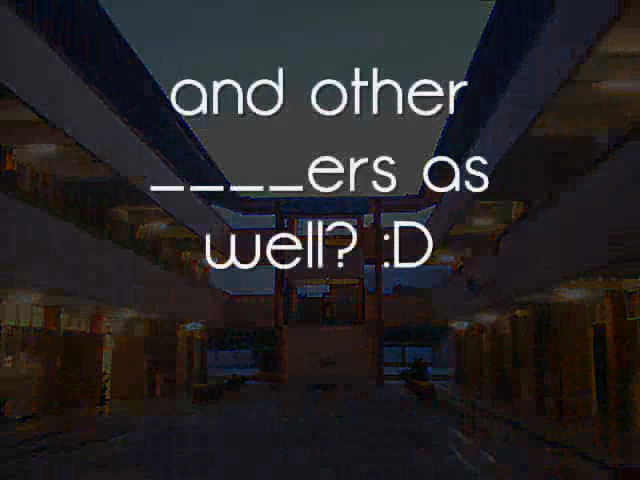 and other
____ers as
well? :D